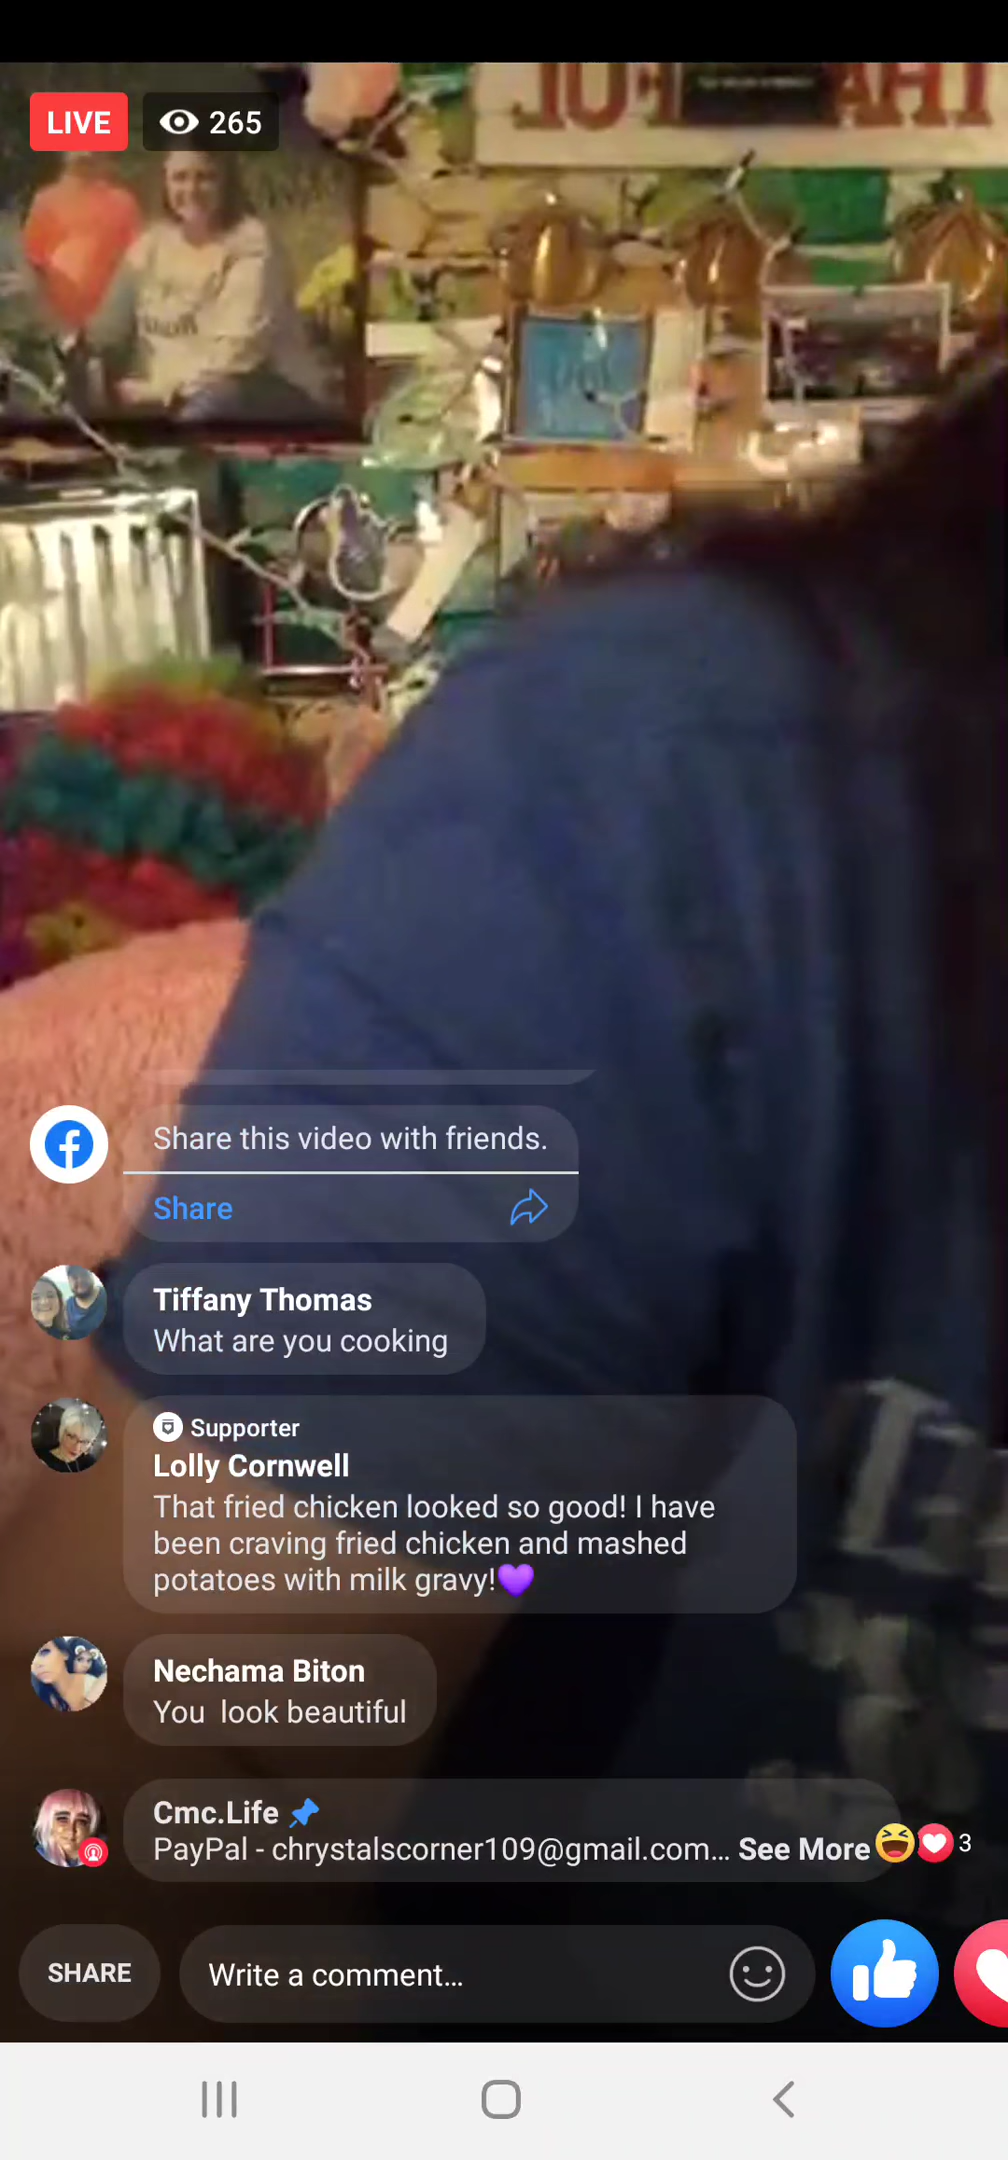 LIVE 265
Share this video with friends.
Share
Tiffany Thomas
What are you cooking
Supporter
Lolly Cornwell
That fried chicken looked so good! I have
been craving fried chicken and mashed
potatoes with milk gravy!💜
Nechama Biton
You look beautiful
Cmc.Life 📌
PayPal - chrystalscorner109@gmail.com... See More 😆❤️ 3
SHARE Write a comment...